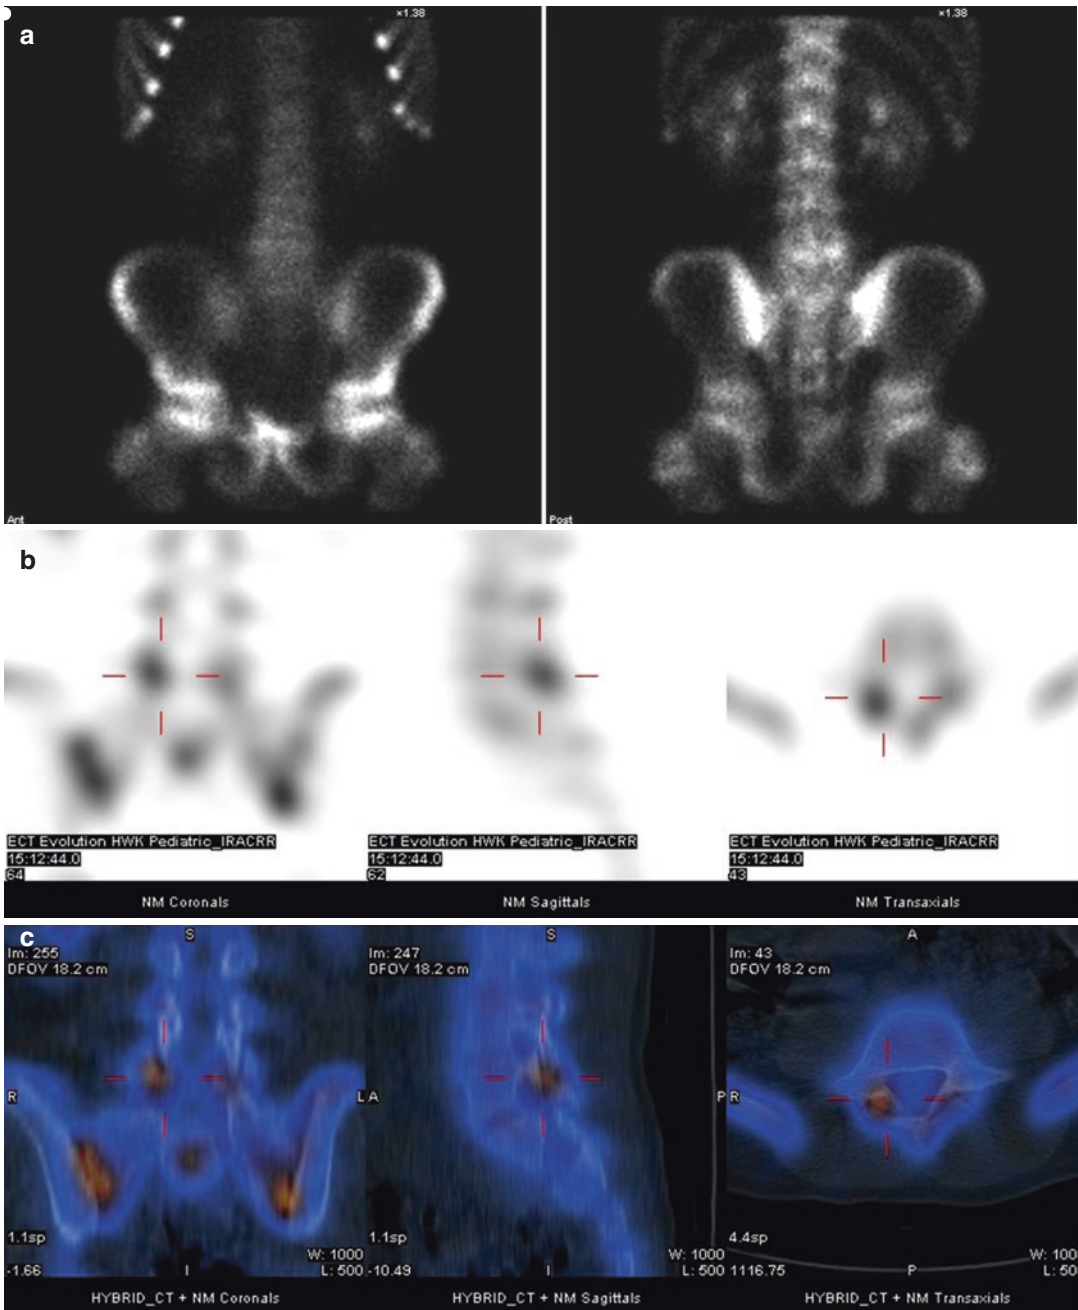 ×1.38
×1.38
a
Ant
Post
b
ECT Evolution HWK Pediatric_IRACRR
15:12:44.0
64
NM Coronals
ECT Evolution HWK Pediatric_IRACRR
15:12:44.0
62
NM Sagittals
ECT Evolution HWK Pediatric_IRACRR
15:12:44.0
43
NM Transaxials
c
Im: 255
DFOV 18.2 cm
S
R
L
1.1sp
-1.66
I
W: 1000
L: 500
HYBRID_CT + NM Coronals
Im: 247
DFOV 18.2 cm
S
A
P
1.1sp
-10.49
I
W: 1000
L: 500
HYBRID_CT + NM Sagittals
Im: 43
DFOV 18.2 cm
A
R
4.4sp
1116.75
P
W: 100
L: 50
HYBRID_CT + NM Transaxials